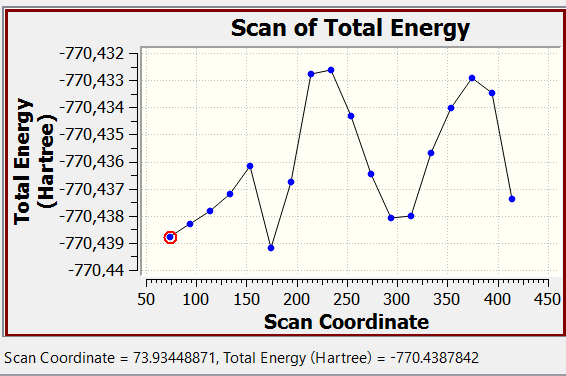 Scan of Total Energy
-770,432
-770,433
-770,434
-770,435
-770,436
-770,437
-770,438
-770,439
-770,44
Total Energy
(Hartree)
50 100 150 200 250 300 350 400 450
Scan Coordinate
Scan Coordinate = 73.93448871, Total Energy (Hartree) = -770.4387842